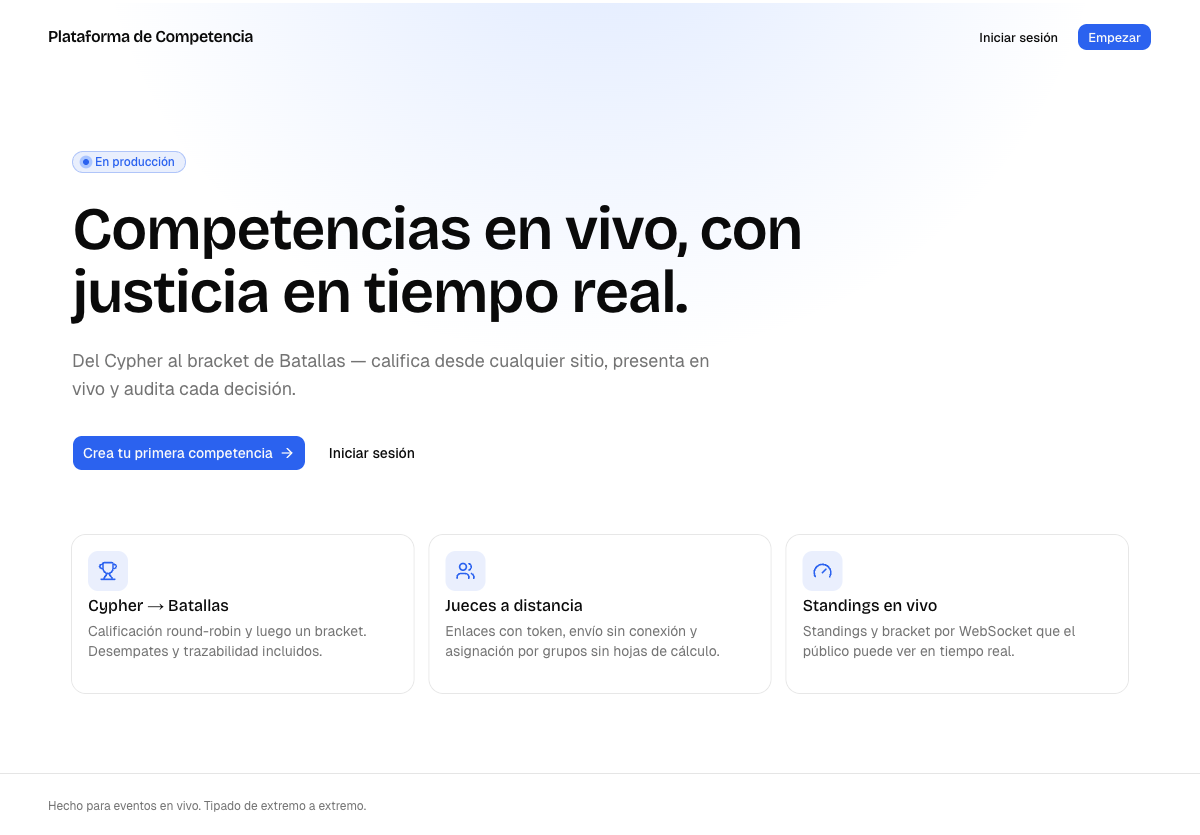 Plataforma de Competencia
Iniciar sesión
Empezar
En producción
Competencias en vivo, con
justicia en tiempo real.
Del Cypher al bracket de Batallas — califica desde cualquier sitio, presenta en
vivo y audita cada decisión.
Crea tu primera competencia →
Iniciar sesión
Cypher → Batallas
Calificación round-robin y luego un bracket.
Desempates y trazabilidad incluidos.
Jueces a distancia
Enlaces con token, envío sin conexión y
asignación por grupos sin hojas de cálculo.
Standings en vivo
Standings y bracket por WebSocket que el
público puede ver en tiempo real.
Hecho para eventos en vivo. Tipado de extremo a extremo.